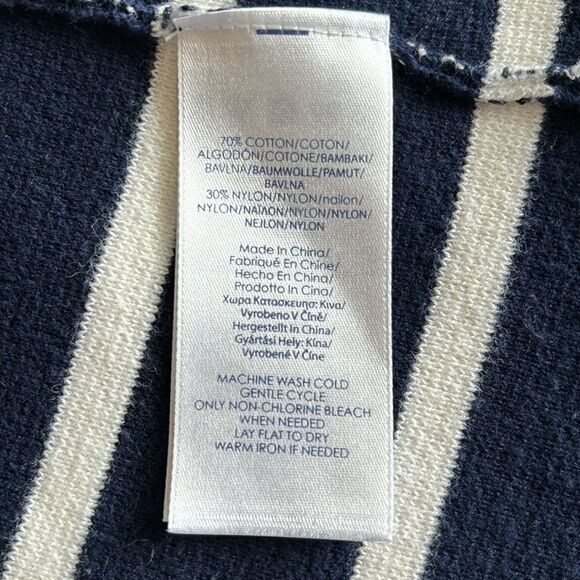 70% COTTON/COTON/
ALGODÓN/COTONE/BAMBAKI/
BAVLNA/BAUMWOLLE/PAMUT/
BAVLNA
30% NYLON/NYLON/nailon/
NYLON/NAÏΛON/NYLON/NYLON/
NEJLON/NYLON
Made In China/
Fabriqué En Chine/
Hecho En China/
Prodotto In Cina/
Χωρα Κατασκευησ: Κινα/
Vyrobeno V Číně/
Hergestellt in China/
Gyártási Hely: Kína/
Vyrobené V Číne
MACHINE WASH COLD
GENTLE CYCLE
ONLY NON-CHLORINE BLEACH
WHEN NEEDED
LAY FLAT TO DRY
WARM IRON IF NEEDED